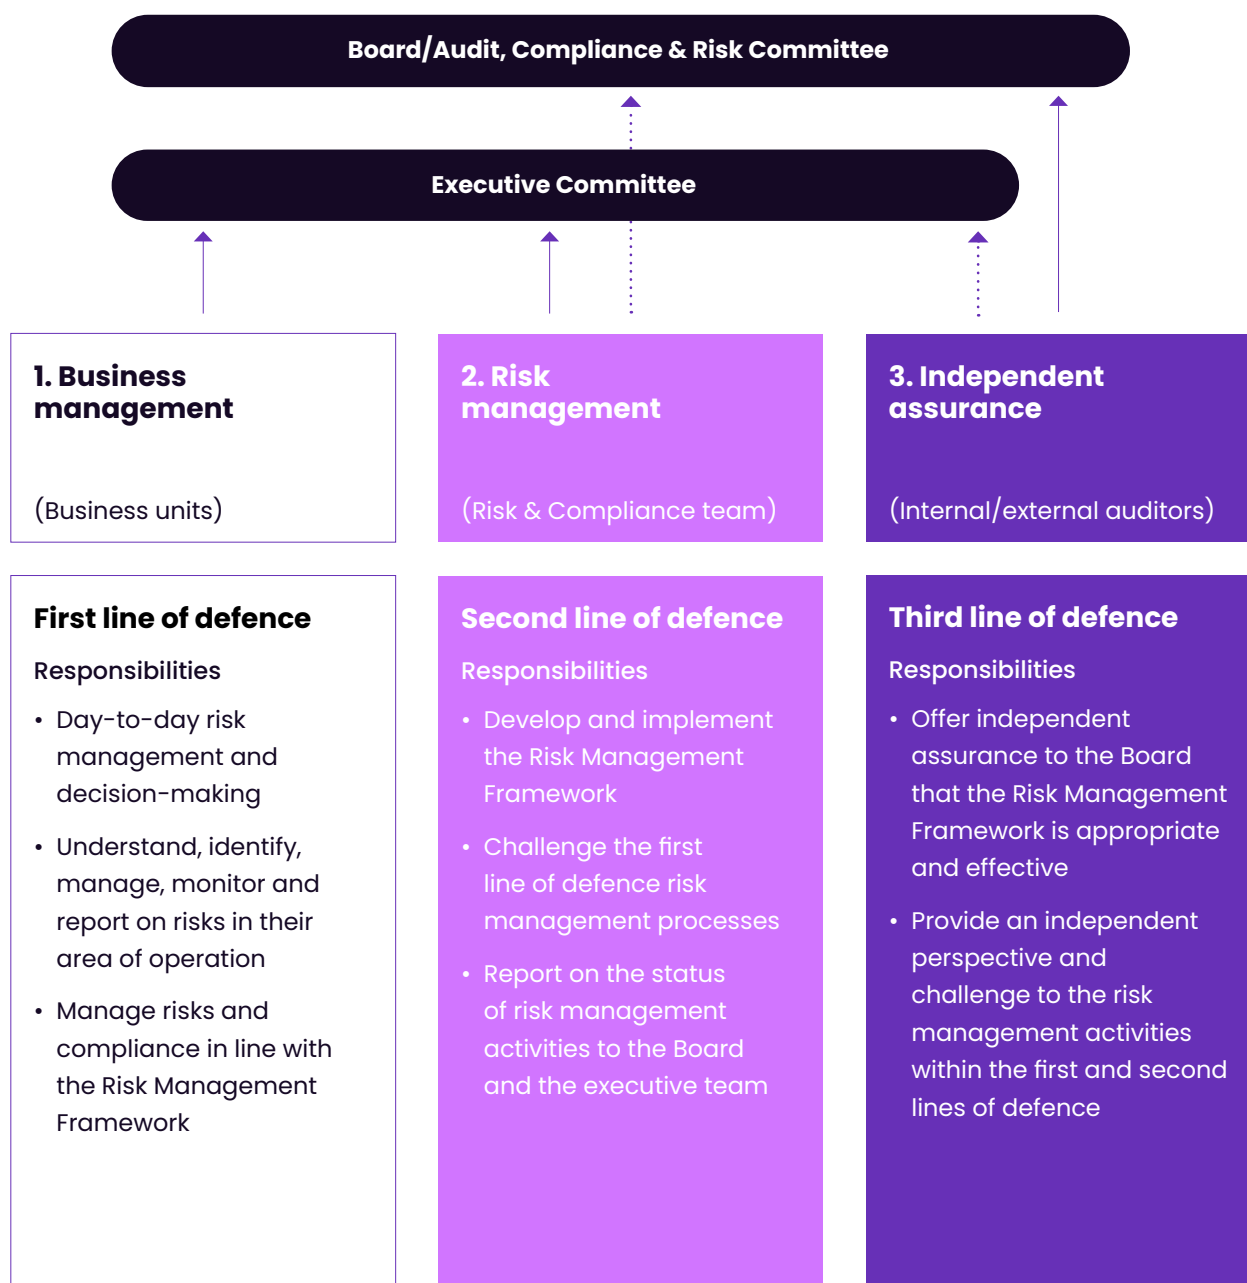 Board/Audit, Compliance & Risk Committee
Executive Committee
1. Business
management
(Business units)
2. Risk
management
(Risk & Compliance team)
3. Independent
assurance
(Internal/external auditors)
First line of defence
Responsibilities
• Day-to-day risk
management and
decision-making
• Understand, identify,
manage, monitor and
report on risks in their
area of operation
• Manage risks and
compliance in line with
the Risk Management
Framework
Second line of defence
Responsibilities
• Develop and implement
the Risk Management
Framework
• Challenge the first
line of defence risk
management processes
• Report on the status
of risk management
activities to the Board
and the executive team
Third line of defence
Responsibilities
• Offer independent
assurance to the Board
that the Risk Management
Framework is appropriate
and effective
• Provide an independent
perspective and
challenge to the risk
management activities
within the first and second
lines of defence